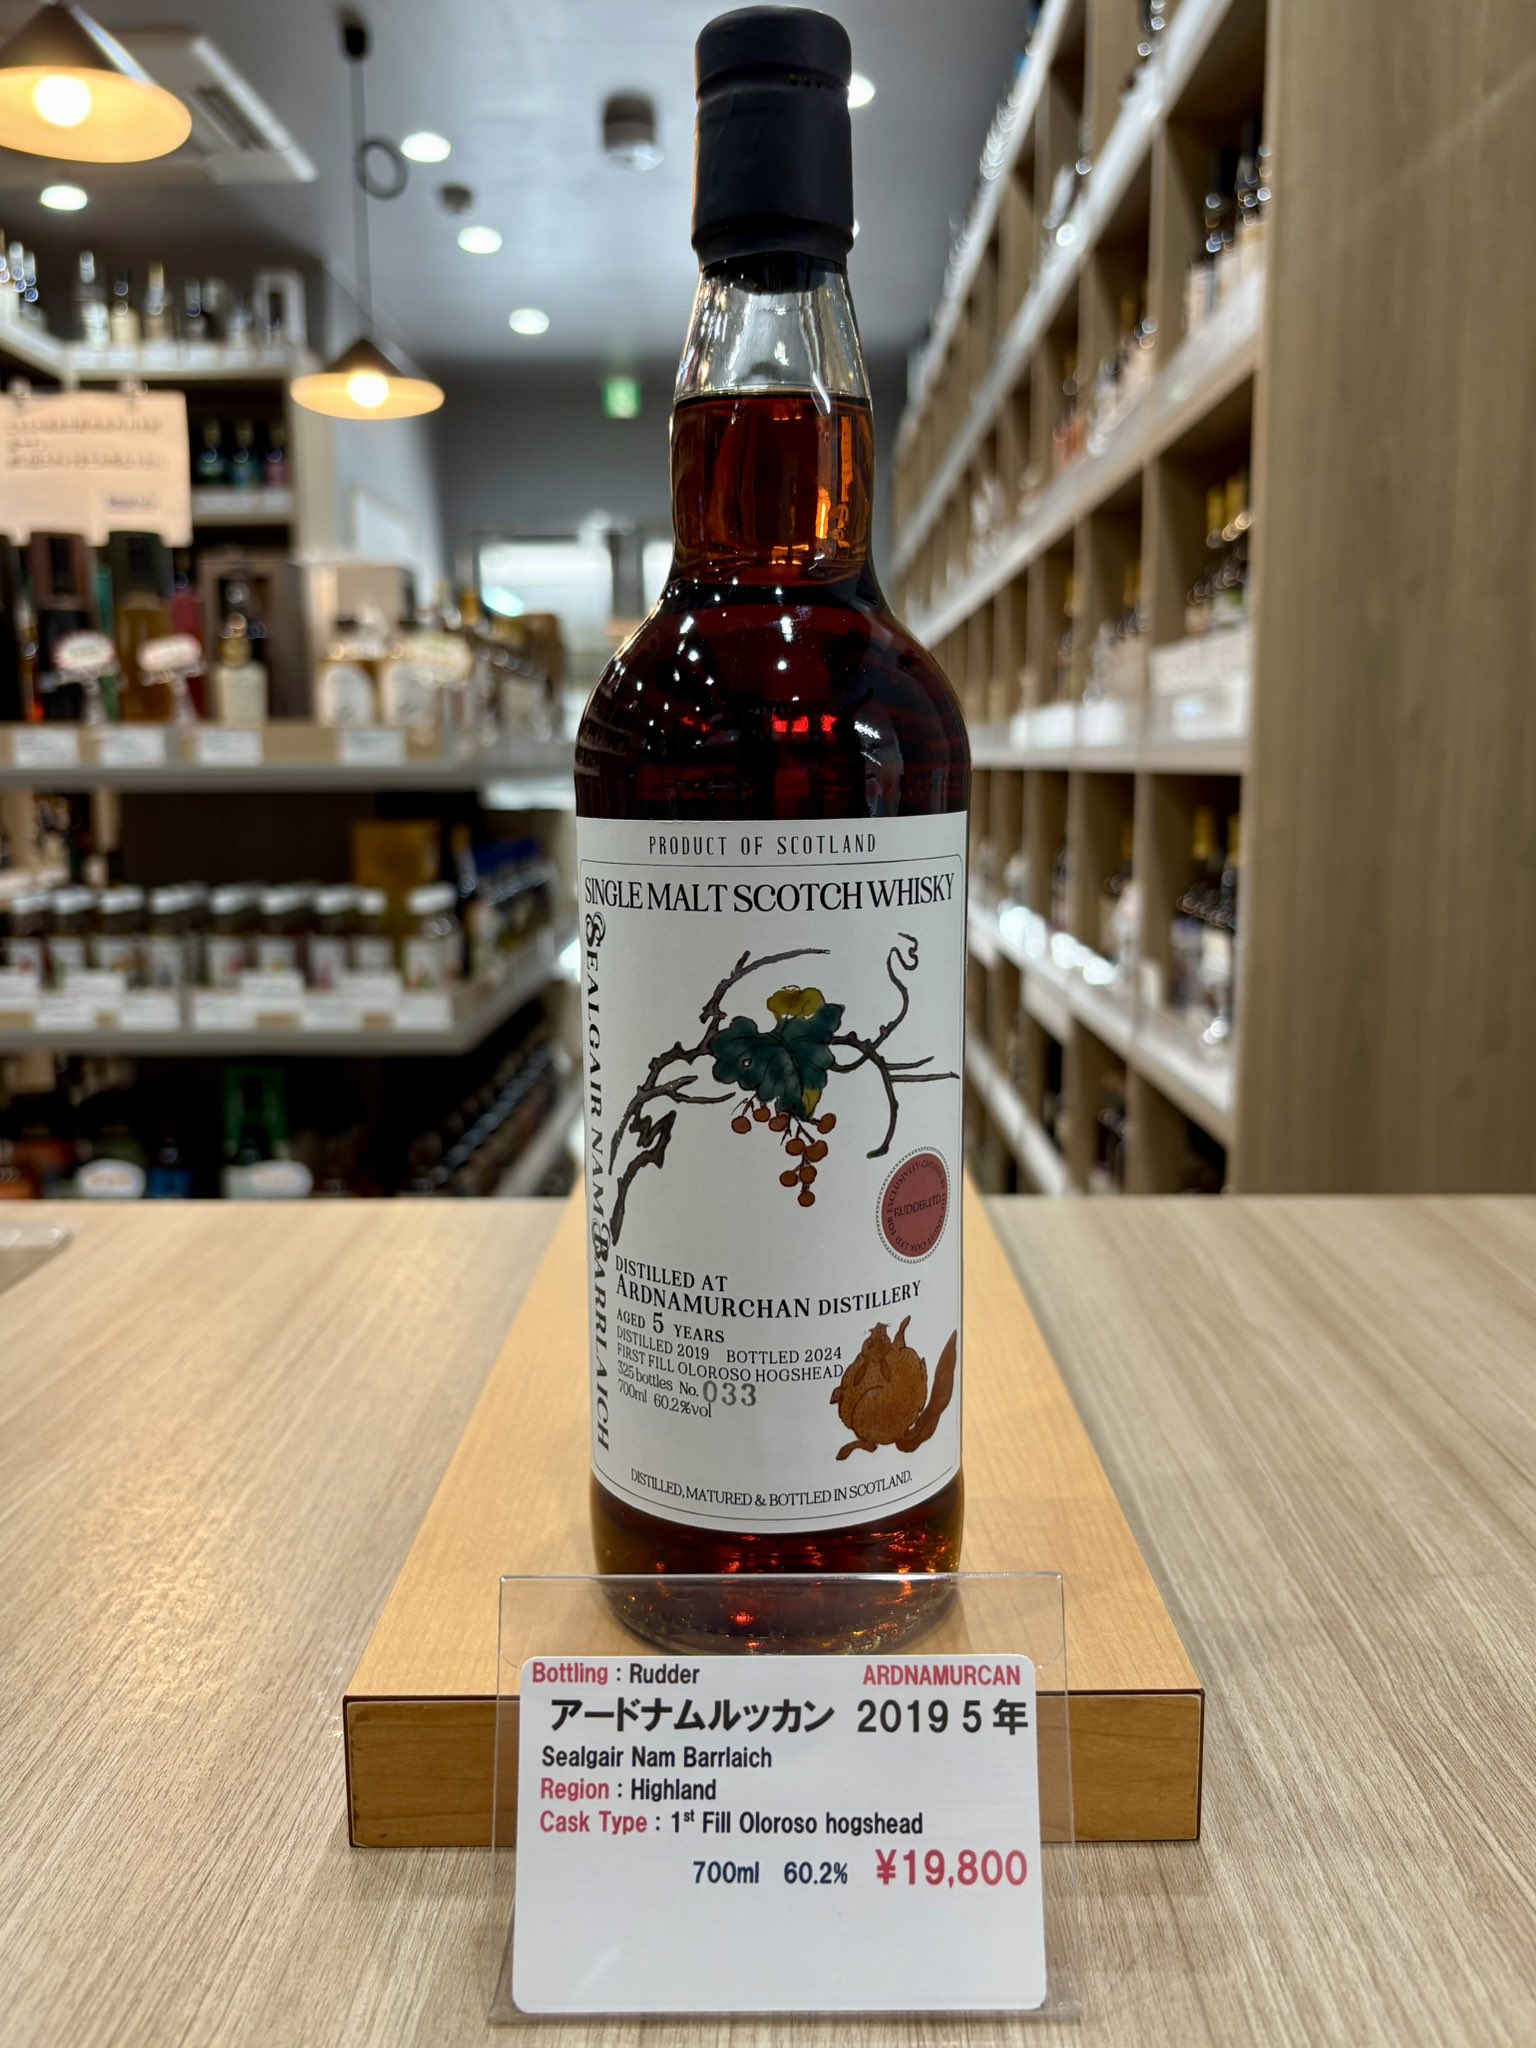 PRODUCT OF SCOTLAND
SINGLE MALT SCOTCH WHISKY
SEALGAIR NAM BARRLAICH
RUDDER LTD.
DISTILLED AT
ARDNAMURCHAN DISTILLERY
AGED 5 YEARS
DISTILLED 2019 BOTTLED 2024
FIRST FILL OLOROSO HOGSHEAD
325 bottles No. 033
700ml 60.2%vol
DISTILLED, MATURED & BOTTLED IN SCOTLAND.
Bottling : Rudder ARDNAMURCAN
アードナムルッカン 2019 5年
Sealgair Nam Barrlaich
Region : Highland
Cask Type : 1st Fill Oloroso hogshead
700ml 60.2% ¥19,800